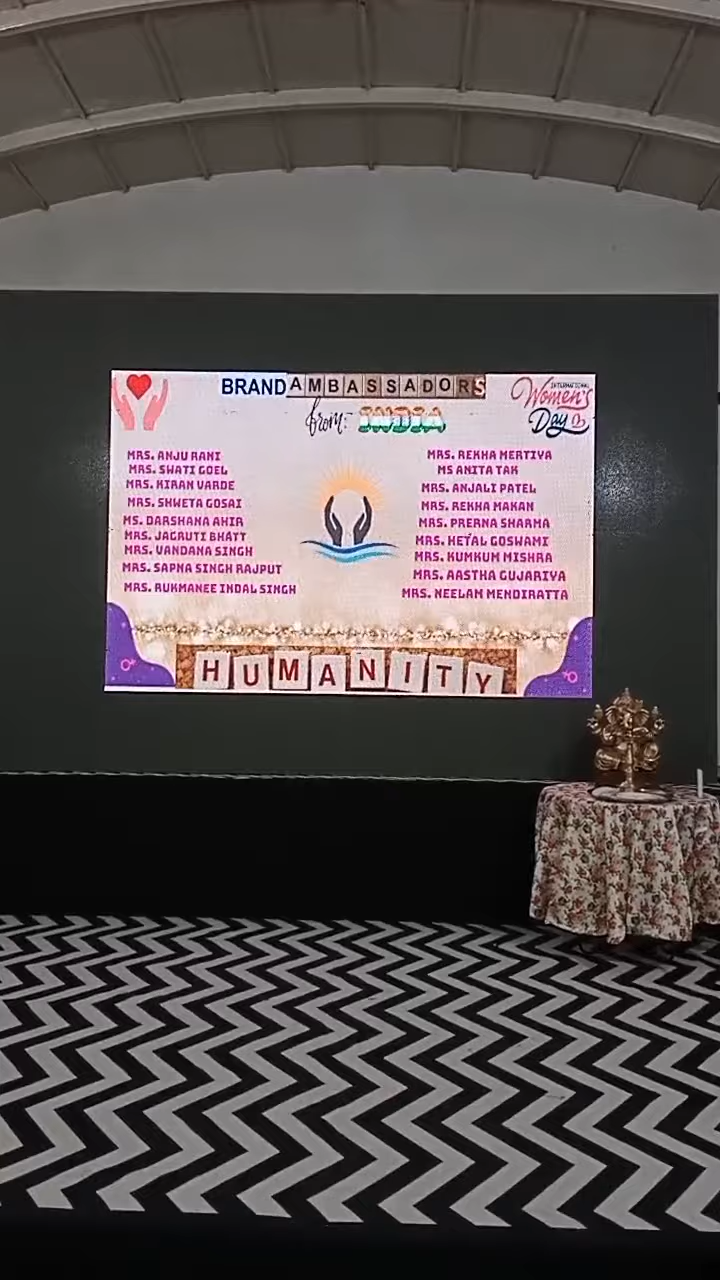 BRAND AMBASSADORS
from: INDIA
INTERNATIONAL
Women's
Day
MRS. ANJU RANI
MRS. SWATI GOEL
MRS. KIRAN VARDE
MRS. SHWETA GOSAI
MS. DARSHANA AHIR
MRS. JAGRUTI BHATT
MRS. VANDANA SINGH
MRS. SAPNA SINGH RAJPUT
MRS. RUKMANEE INDAL SINGH
MRS. REKHA MERTIYA
MS ANITA TAK
MRS. ANJALI PATEL
MRS. REKHA MAKAN
MRS. PRERNA SHARMA
MRS. HETAL GOSWAMI
MRS. KUMKUM MISHRA
MRS. AASTHA GUJARIYA
MRS. NEELAM MENDIRATTA
HUMANITY